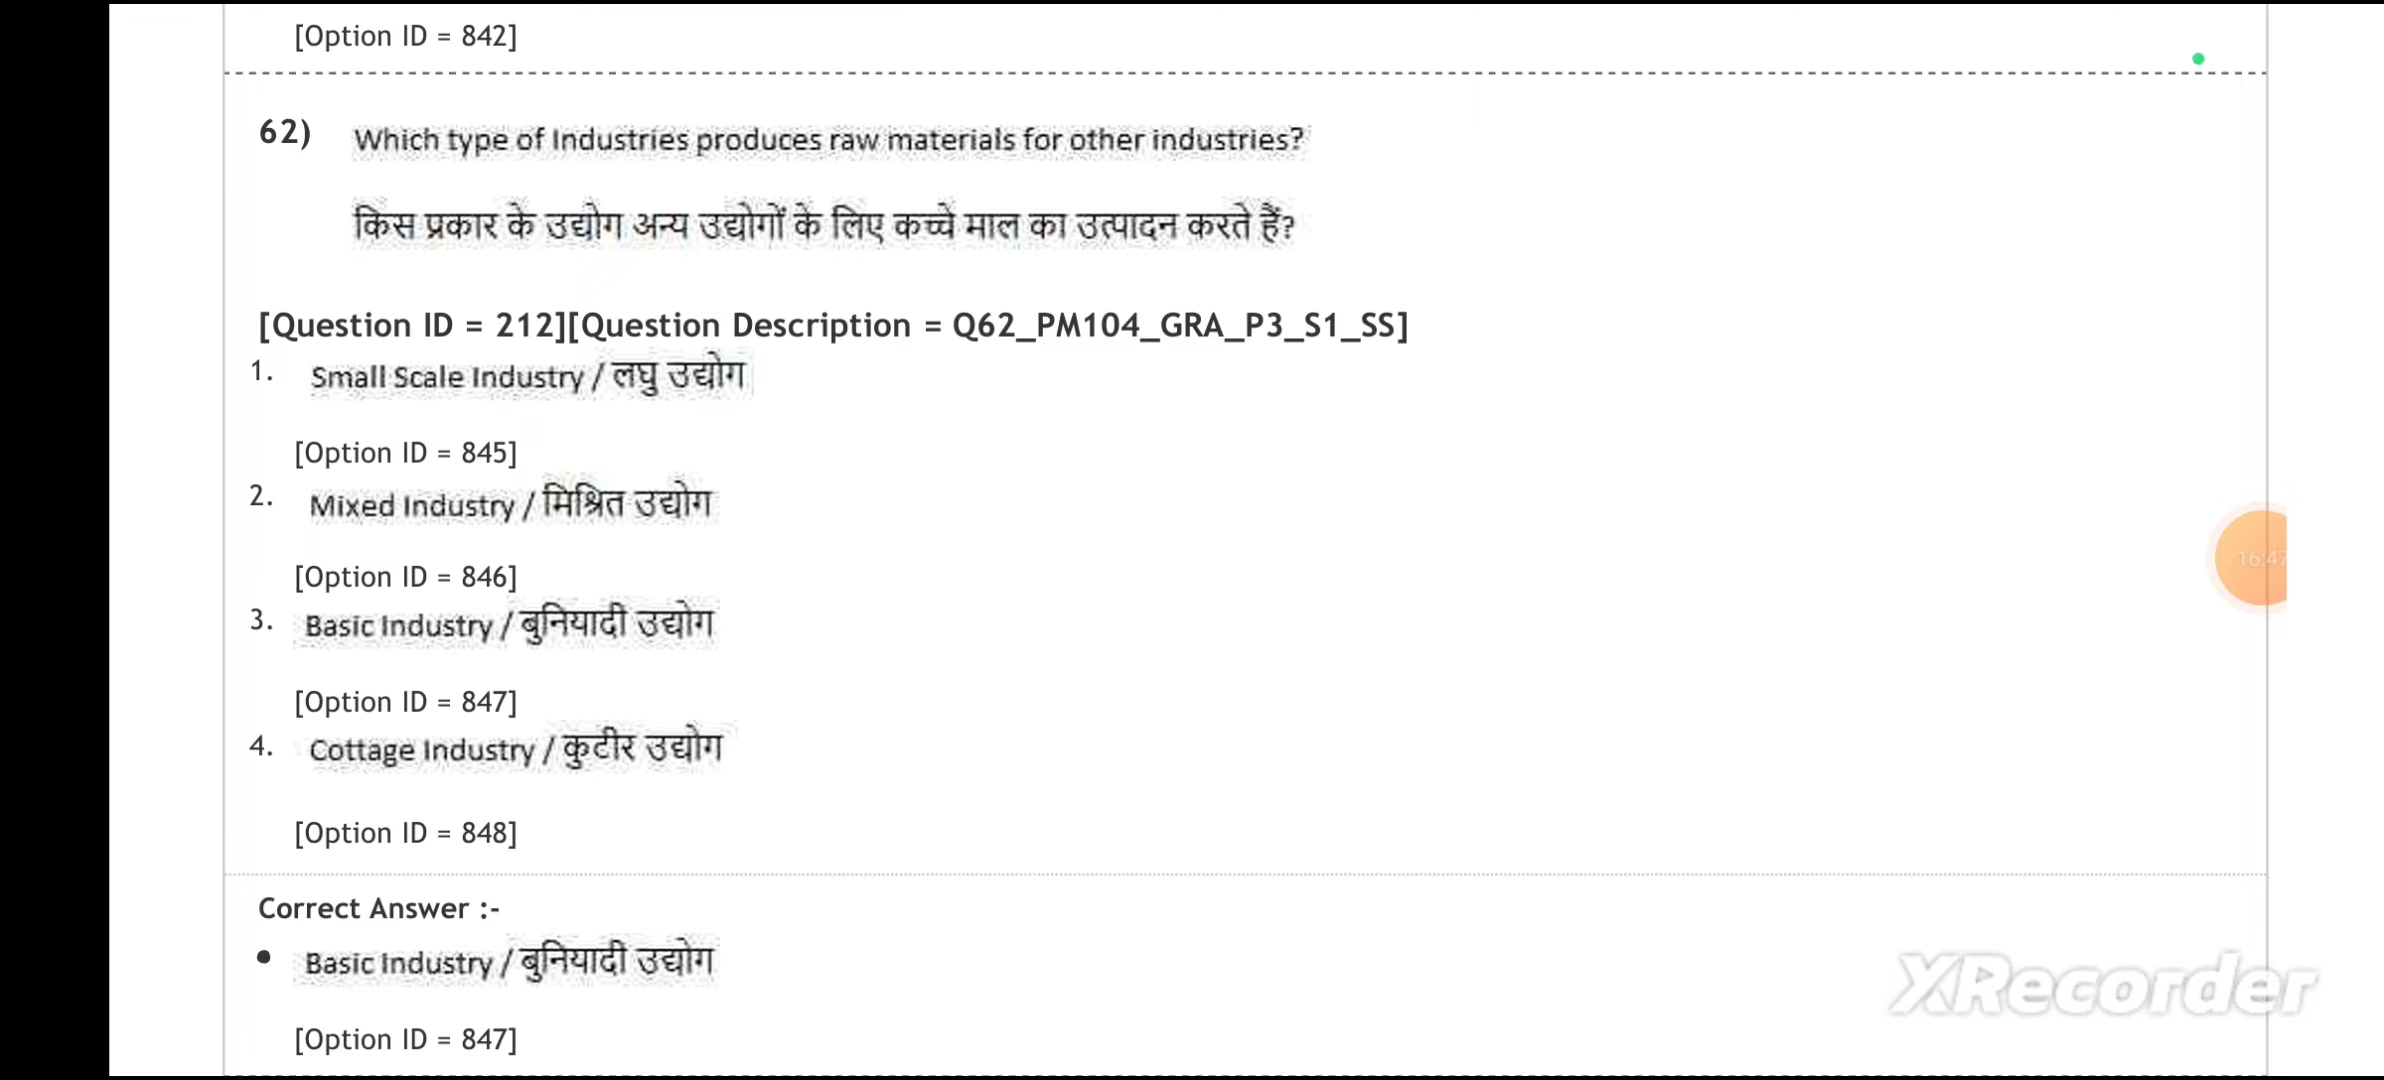 [Option ID = 842]
62) Which type of Industries produces raw materials for other industries?
किस प्रकार के उद्योग अन्य उद्योगों के लिए कच्चे माल का उत्पादन करते हैं?
[Question ID = 212][Question Description = Q62_PM104_GRA_P3_S1_SS]
1. Small Scale Industry / लघु उद्योग
[Option ID = 845]
2. Mixed Industry / मिश्रित उद्योग
[Option ID = 846]
16:47
3. Basic Industry / बुनियादी उद्योग
[Option ID = 847]
4. Cottage Industry / कुटीर उद्योग
[Option ID = 848]
Correct Answer :-
• Basic Industry / बुनियादी उद्योग
XRecorder
[Option ID = 847]